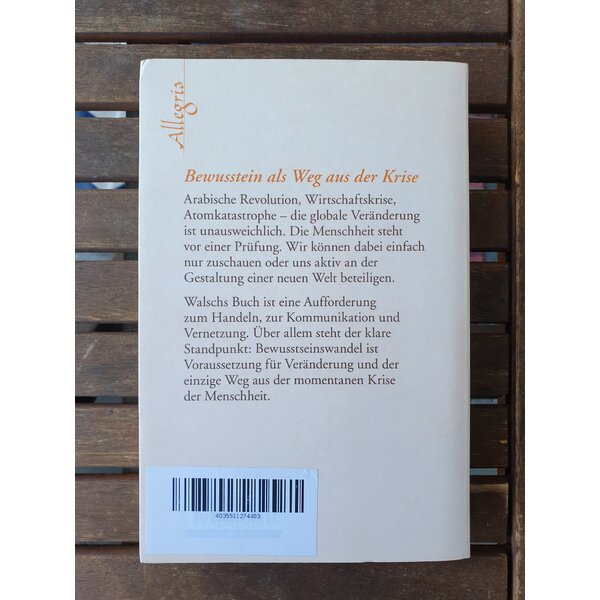 Allegria
Bewusstein als Weg aus der Krise
Arabische Revolution, Wirtschaftskrise,
Atomkatastrophe – die globale Veränderung
ist unausweichlich. Die Menschheit steht
vor einer Prüfung. Wir können dabei einfach
nur zuschauen oder uns aktiv an der
Gestaltung einer neuen Welt beteiligen.
Walschs Buch ist eine Aufforderung
zum Handeln, zur Kommunikation und
Vernetzung. Über allem steht der klare
Standpunkt: Bewusstseinswandel ist
Voraussetzung für Veränderung und der
einzige Weg aus der momentanen Krise
der Menschheit.
4035511274493